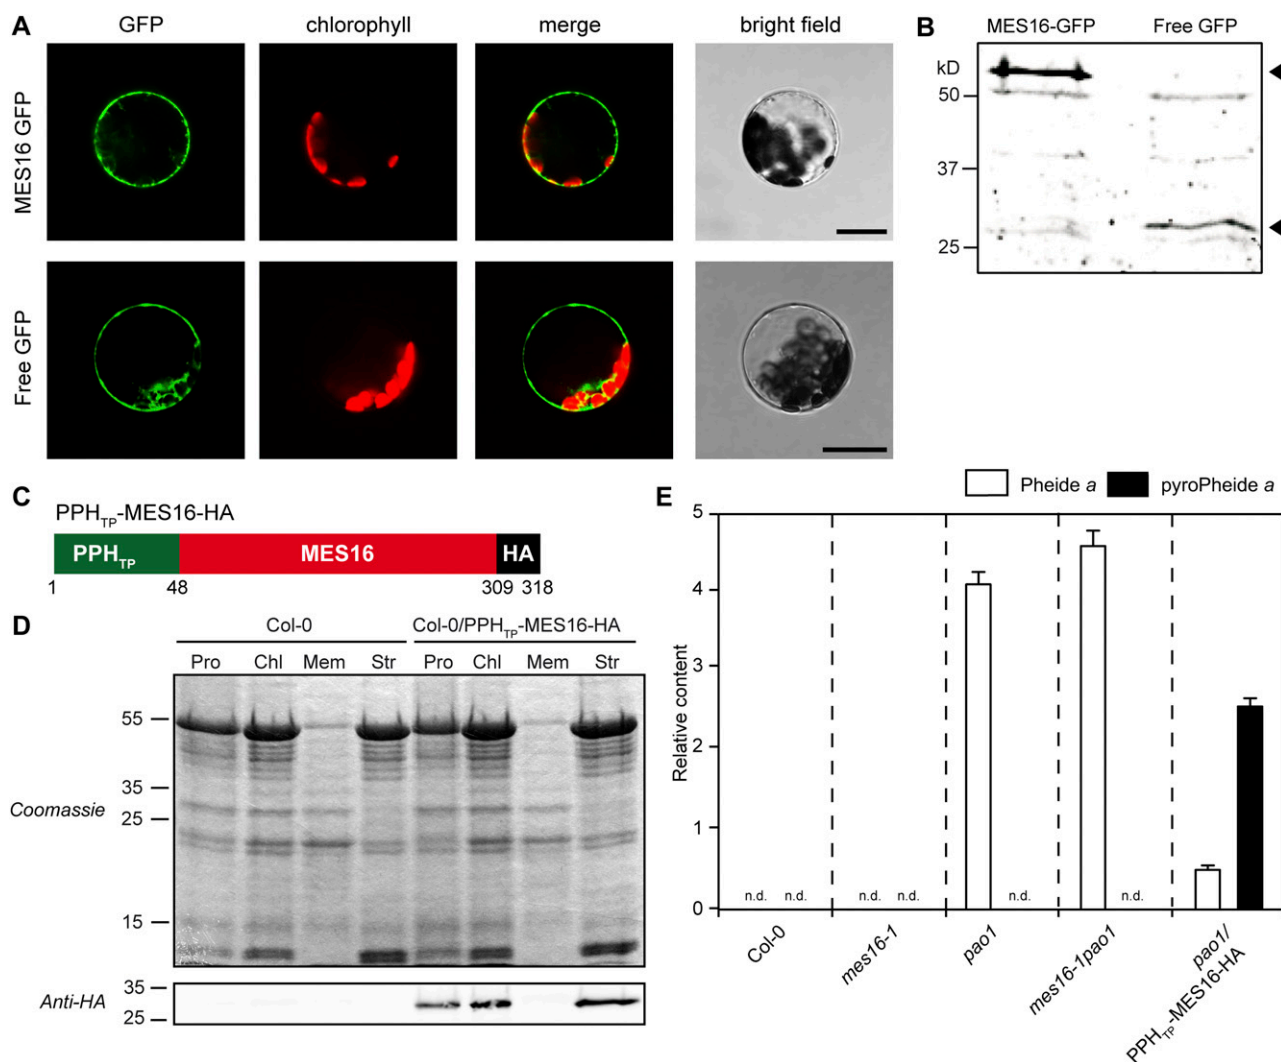 A
GFP
chlorophyll
merge
bright field
MES16 GFP
Free GFP
B
MES16-GFP
Free GFP
kD
50
37
25
C
PPHTP-MES16-HA
PPHTP
MES16
HA
1
48
309
318
D
Col-0
Col-0/PPHTP-MES16-HA
Pro
Chl
Mem
Str
Pro
Chl
Mem
Str
55
35
25
15
Coomassie
35
25
Anti-HA
E
Pheide a
pyroPheide a
Relative content
5
4
3
2
1
0
n.d.
n.d.
n.d.
n.d.
n.d.
n.d.
Col-0
mes16-1
pao1
mes16-1pao1
pao1/
PPHTP-MES16-HA